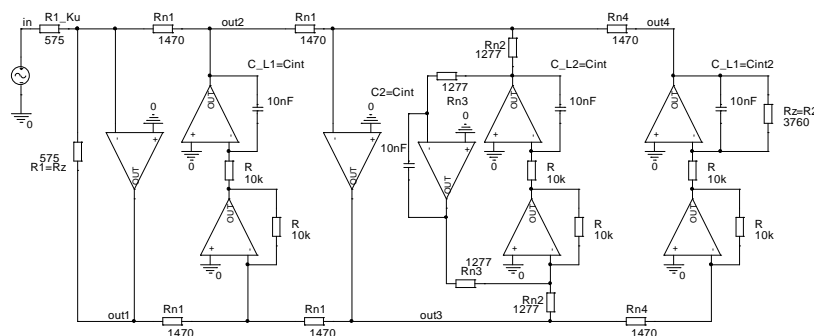 in
R1_Ku
575
Rn1
1470
out2
Rn1
1470
Rn2
1277
Rn4
1470
out4
C_L1=Cint
10nF
C_L2=Cint
10nF
C_L1=Cint2
10nF
Rz=R2
3760
1277
Rn3
C2=Cint
10nF
0
0
0
0
0
0
OUT
OUT
OUT
OUT
OUT
575
R1=Rz
OUT
OUT
OUT
OUT
R
10k
R
10k
R
10k
R
10k
R
10k
R
10k
0
0
0
1277
Rn3
Rn2
1277
out1
Rn1
1470
Rn1
1470
out3
Rn4
1470